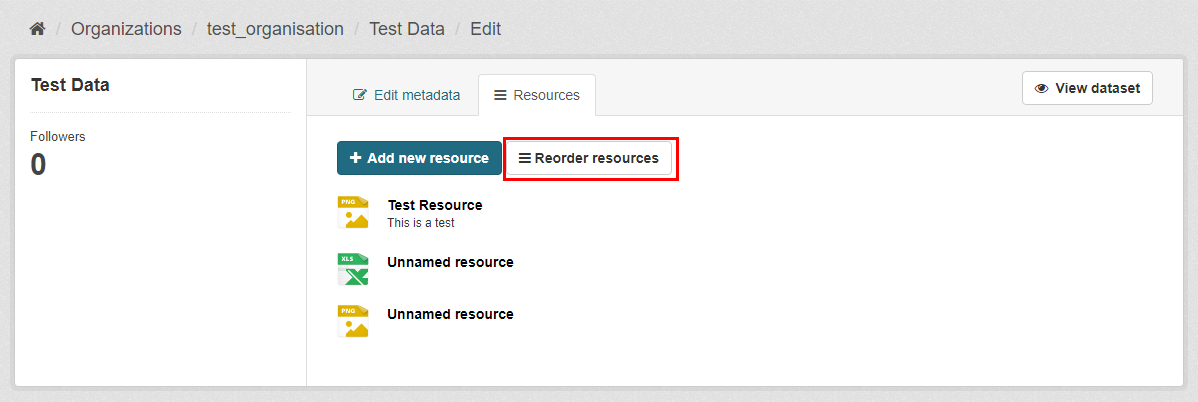 / Organizations / test_organisation / Test Data / Edit
Test Data
Followers
0
Edit metadata
Resources
View dataset
Add new resource
Reorder resources
PNG
Test Resource
This is a test
XLS
Unnamed resource
PNG
Unnamed resource